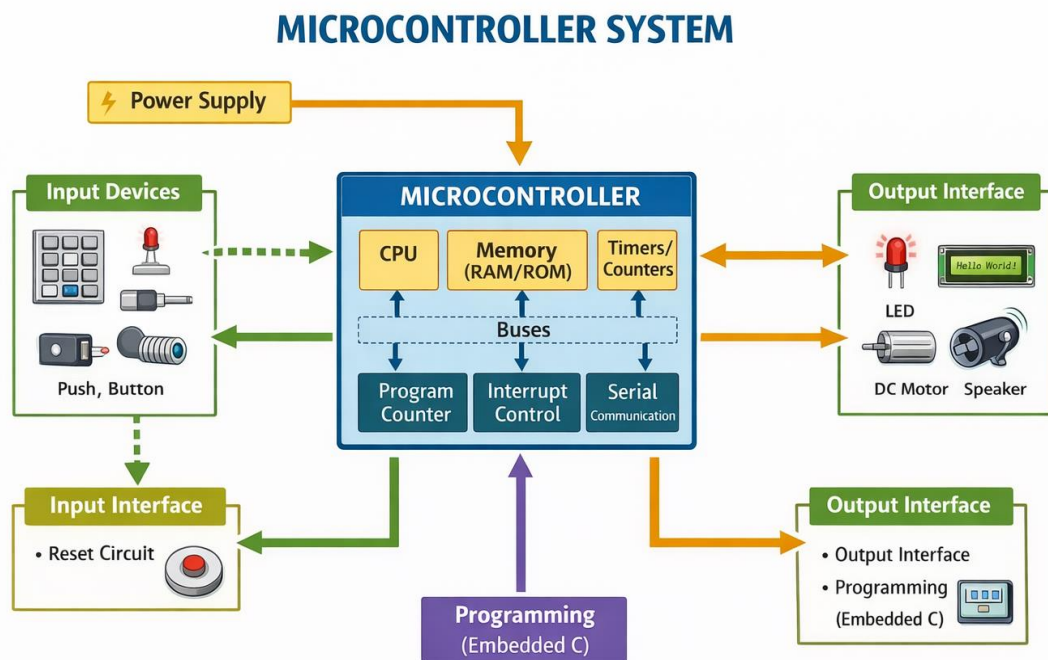 MICROCONTROLLER SYSTEM
Power Supply
Input Devices
Push, Button
MICROCONTROLLER
CPU
Memory
(RAM/ROM)
Timers/
Counters
Buses
Program
Counter
Interrupt
Control
Serial
Communication
Output Interface
Hello World!
LED
DC Motor
Speaker
Input Interface
• Reset Circuit
Programming
(Embedded C)
Output Interface
• Output Interface
• Programming
(Embedded C)